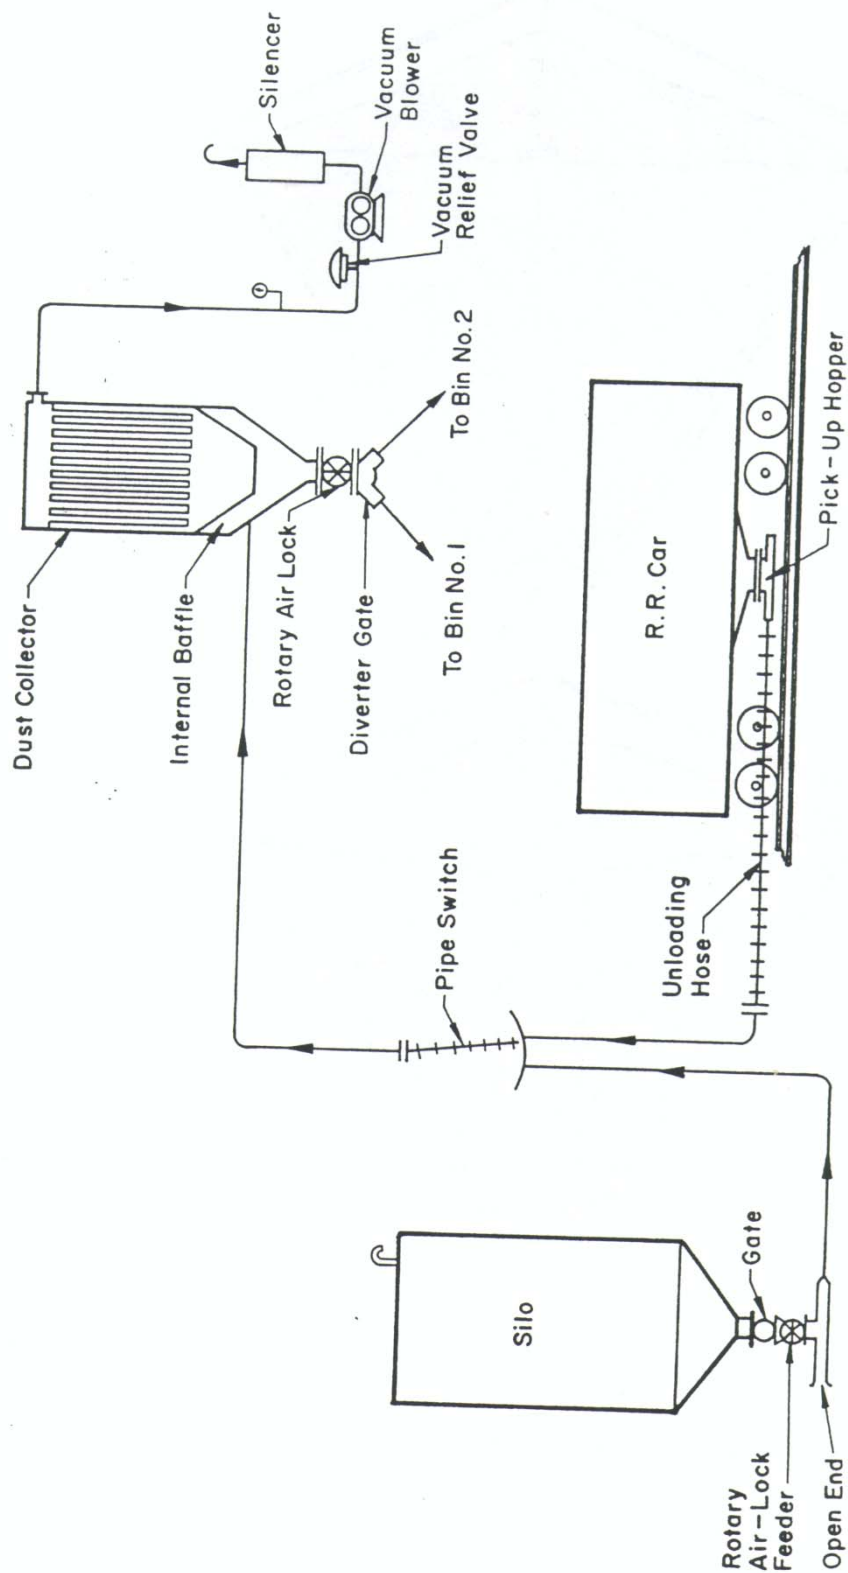 Silencer
Vacuum
Blower
Vacuum
Relief Valve
Dust Collector
Internal Baffle
Rotary Air Lock
Diverter Gate
To Bin No. 1
To Bin No. 2
Pipe Switch
Unloading
Hose
R.R. Car
Pick-Up Hopper
Silo
Gate
Rotary
Air-Lock
Feeder
Open End